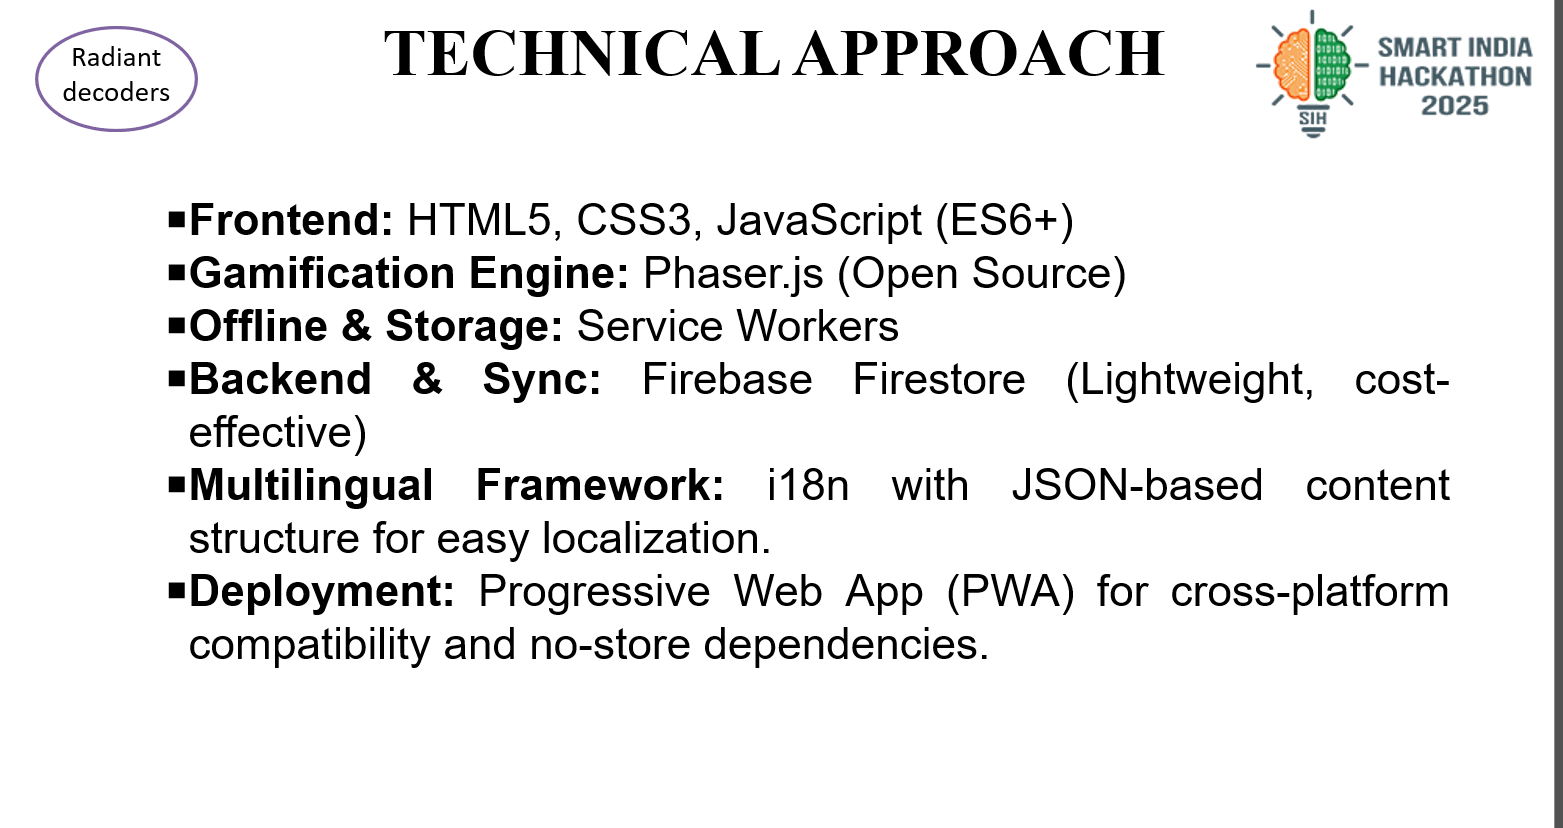 Radiant
decoders
TECHNICAL APPROACH
SMART INDIA
HACKATHON
2025
SIH
▪Frontend: HTML5, CSS3, JavaScript (ES6+)
▪Gamification Engine: Phaser.js (Open Source)
▪Offline & Storage: Service Workers
▪Backend & Sync: Firebase Firestore (Lightweight, cost-
effective)
▪Multilingual Framework: i18n with JSON-based content
structure for easy localization.
▪Deployment: Progressive Web App (PWA) for cross-platform
compatibility and no-store dependencies.